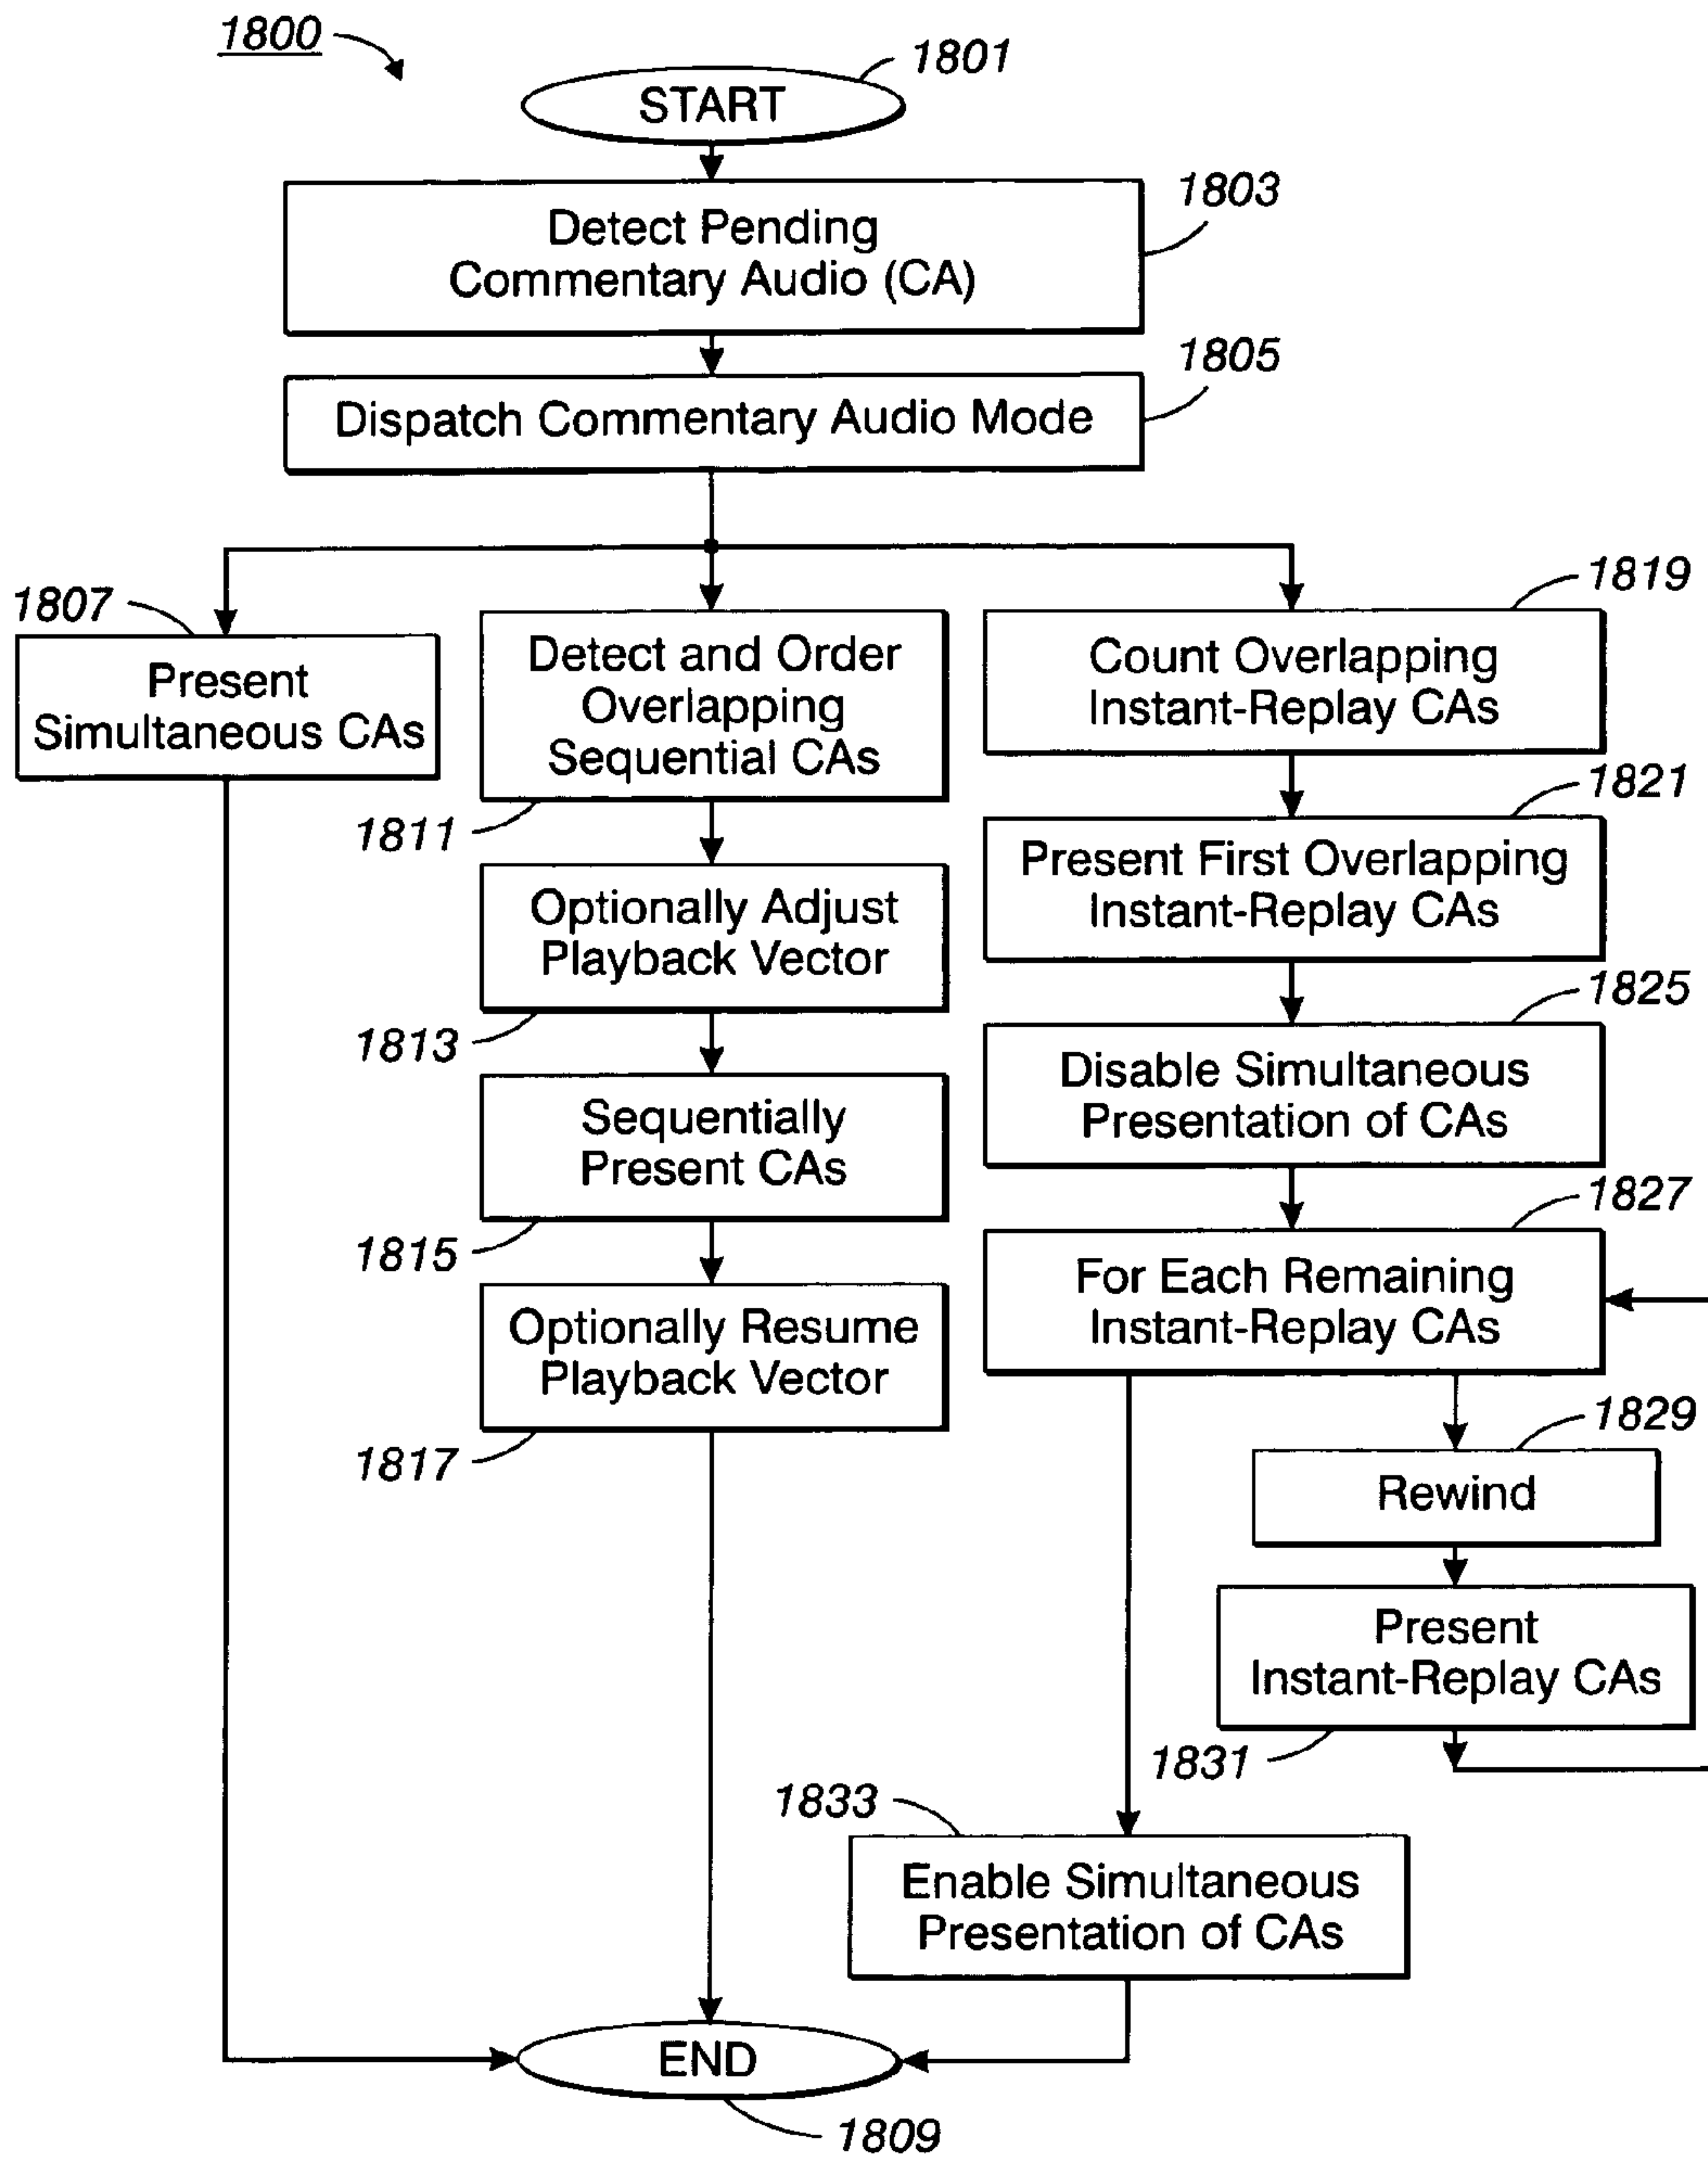 1800
1801
START
1803
Detect Pending
Commentary Audio (CA)
1805
Dispatch Commentary Audio Mode
1807
Present
Simultaneous CAs
Detect and Order
Overlapping
Sequential CAs
1811
Optionally Adjust
Playback Vector
1813
Sequentially
Present CAs
1815
Optionally Resume
Playback Vector
1817
1819
Count Overlapping
Instant-Replay CAs
1821
Present First Overlapping
Instant-Replay CAs
1825
Disable Simultaneous
Presentation of CAs
1827
For Each Remaining
Instant-Replay CAs
1829
Rewind
Present
Instant-Replay CAs
1831
1833
Enable Simultaneous
Presentation of CAs
END
1809